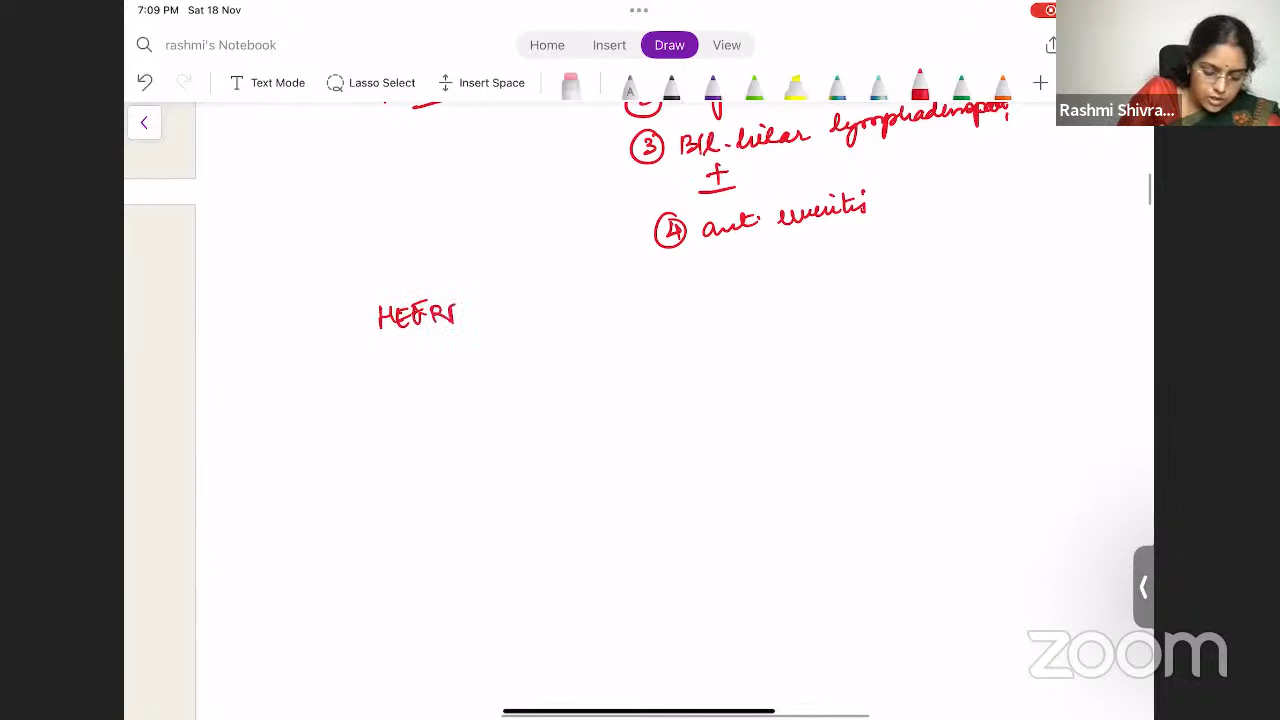 7:09 PM Sat 18 Nov
rashmi's Notebook
Home Insert Draw View
Text Mode Lasso Select Insert Space
A
Rashmi Shivra...
3 B/L-hilar lymphadenopathy
+
4 ant. uveitis
HEER
zoom